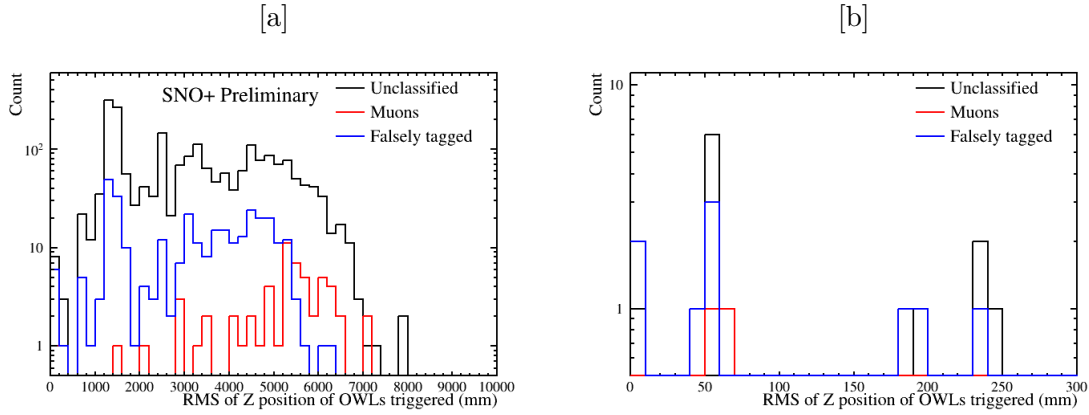 [a]
[b]
SNO+ Preliminary
Unclassified
Muons
Falsely tagged
Count
10²
10
1
0 1000 2000 3000 4000 5000 6000 7000 8000 9000 10000
RMS of Z position of OWLs triggered (mm)
Unclassified
Muons
Falsely tagged
Count
10
1
0 50 100 150 200 250 300
RMS of Z position of OWLs triggered (mm)